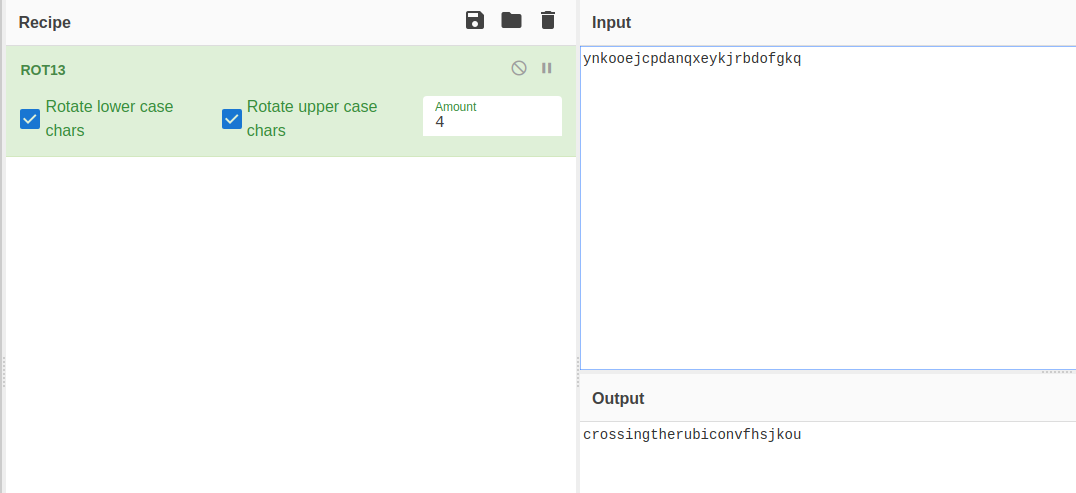 Recipe
ROT13
Rotate lower case chars
Rotate upper case chars
Amount
4
Input
ynkooejcpdanqxeykjrbdofgkq
Output
crossingtherubiconvfhsjkou